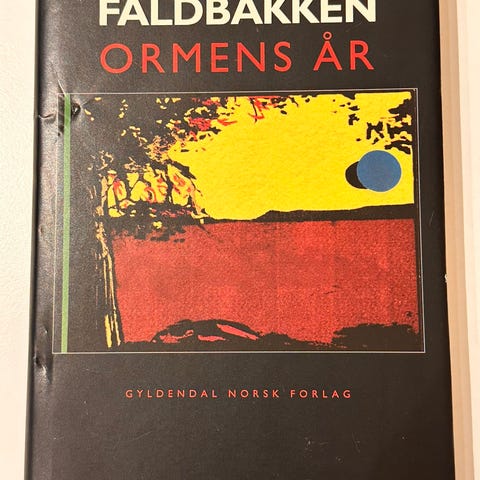 FALDBAKKEN
ORMENS ÅR
GYLDENDAL NORSK FORLAG